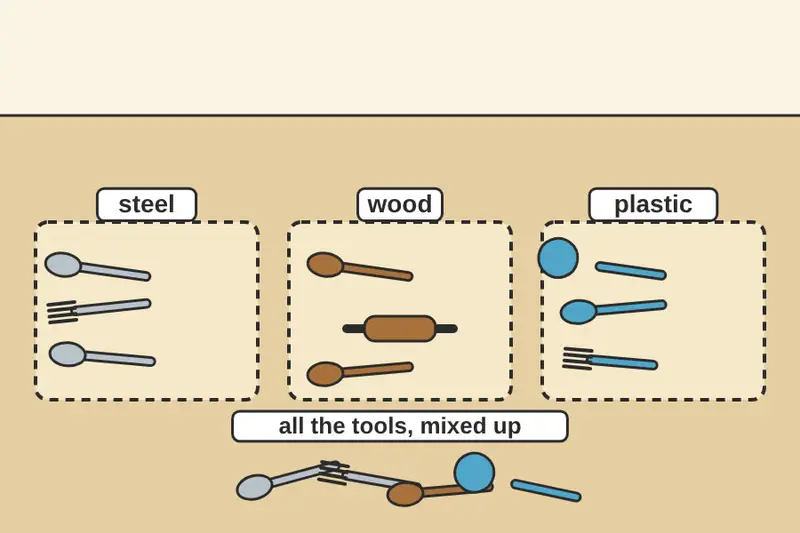 steel
wood
plastic
all the tools, mixed up